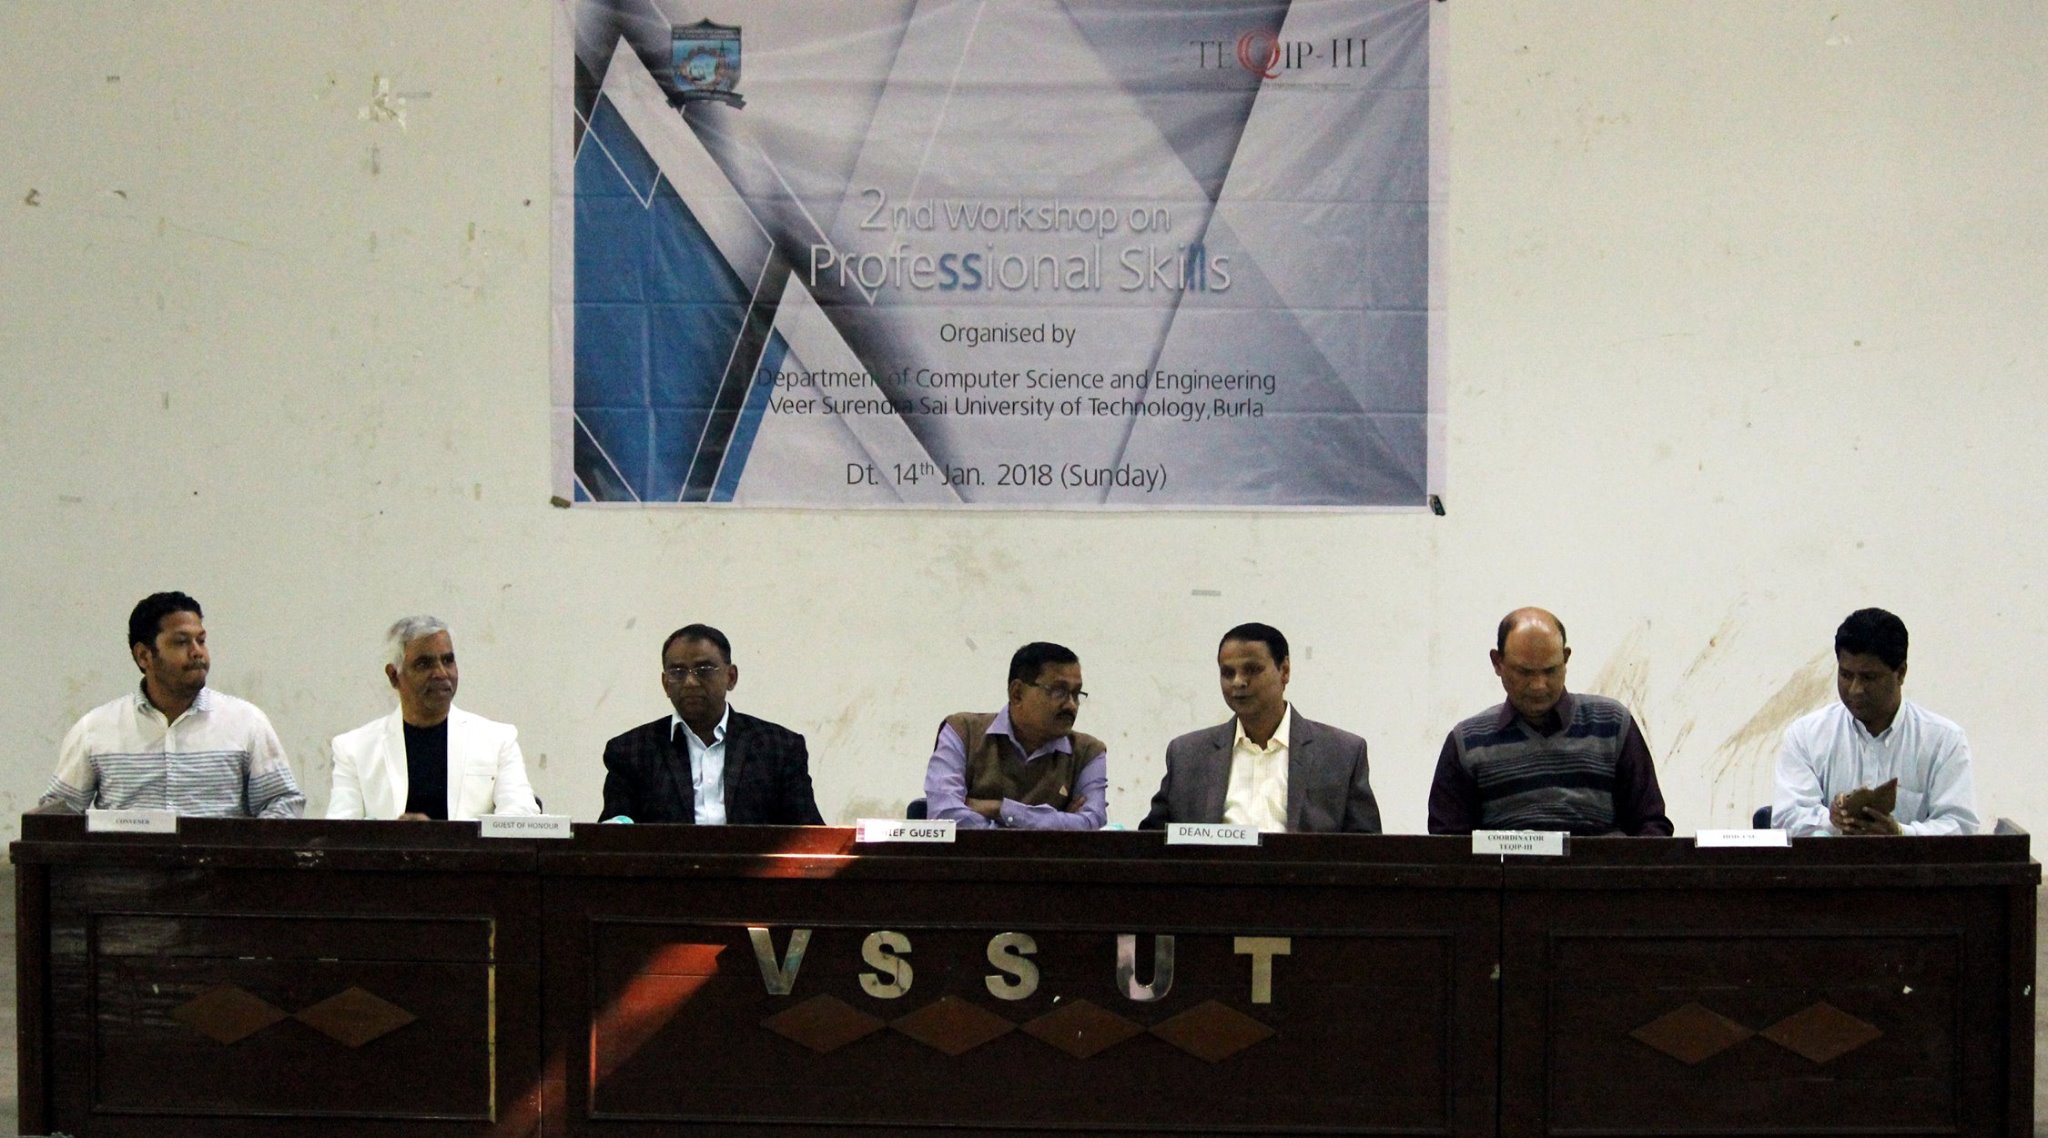 TEQIP-III
2nd Workshop on
Professional Skills
Organised by
Department of Computer Science and Engineering
Veer Surendra Sai University of Technology,Burla
Dt. 14th Jan. 2018 (Sunday)
CONVENER
GUEST OF HONOUR
GUEST
DEAN, CDCE
COORDINATOR
TEQIP-III
VSSUT